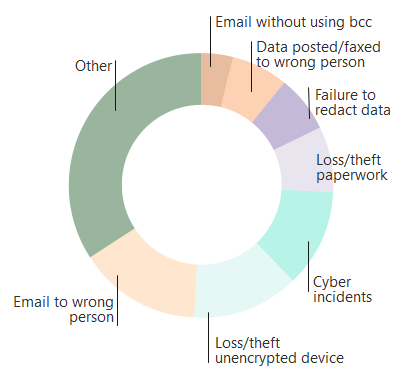 Email without using bcc
Data posted/faxed
to wrong person
Failure to
redact data
Loss/theft
paperwork
Cyber
incidents
Loss/theft
unencrypted device
Email to wrong
person
Other